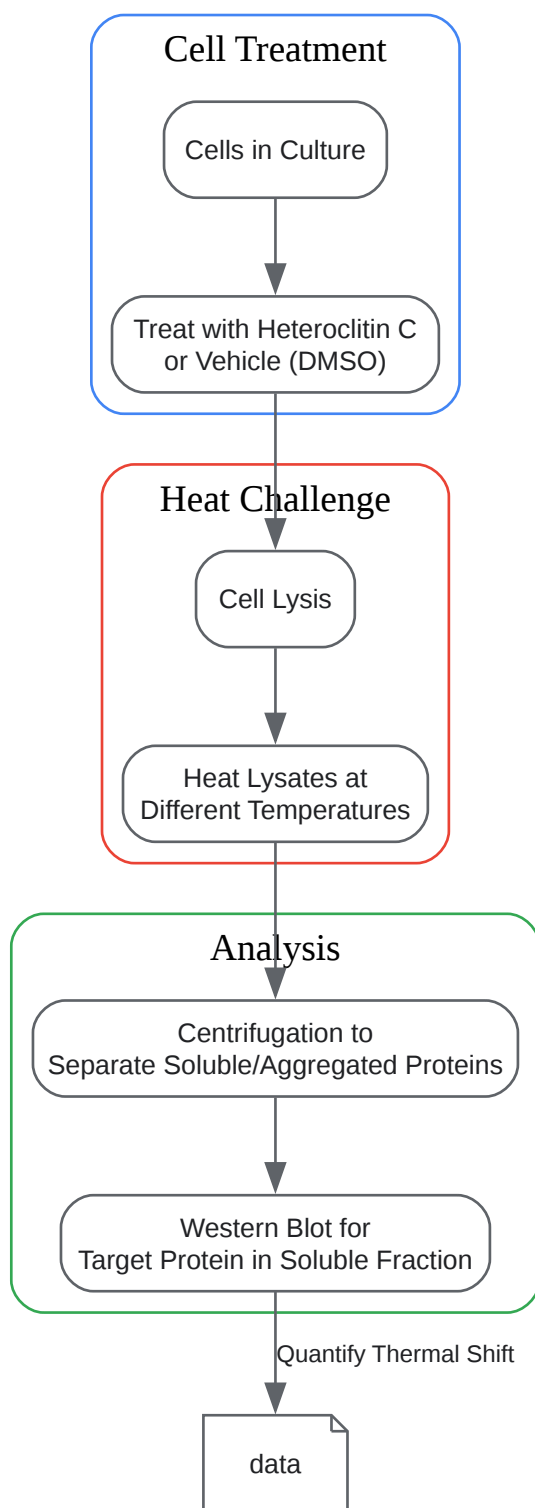 Cell Treatment
Cells in Culture
Treat with Heteroclitin C
or Vehicle (DMSO)
Heat Challenge
Cell Lysis
Heat Lysates at
Different Temperatures
Analysis
Centrifugation to
Separate Soluble/Aggregated Proteins
Western Blot for
Target Protein in Soluble Fraction
Quantify Thermal Shift
data